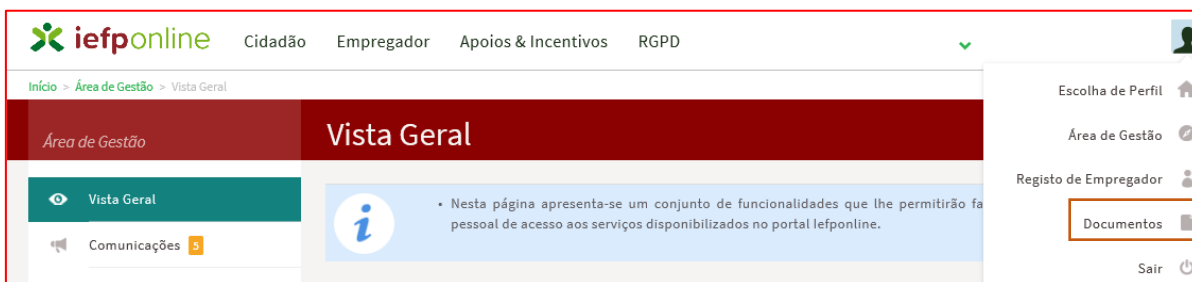 iefponline Cidadão Empregador Apoios & Incentivos RGPD
Início > Área de Gestão > Vista Geral
Escolha de Perfil
Área de Gestão
Vista Geral
Área de Gestão
Registo de Empregador
Vista Geral
• Nesta página apresenta-se um conjunto de funcionalidades que lhe permitirão fa
pessoal de acesso aos serviços disponibilizados no portal Iefponline.
Documentos
Comunicações 5
Sair